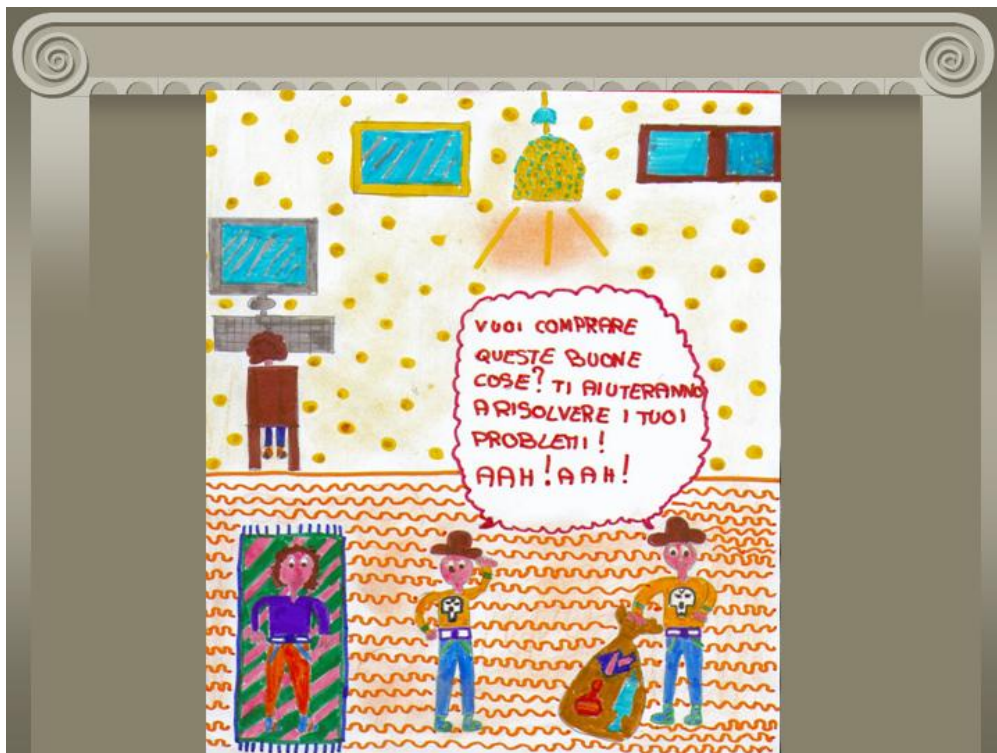 VUOI COMPRARE
QUESTE BUONE
COSE? TI AIUTERANNO
A RISOLVERE I TUOI
PROBLEMI!
AAH! AAH!